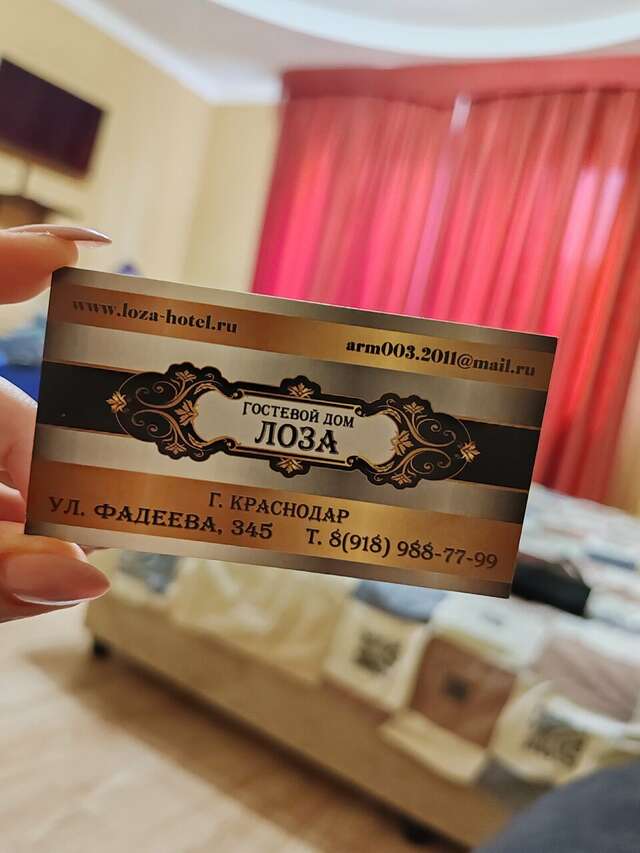 www.loza-hotel.ru
arm003.2011@mail.ru
ГОСТЕВОЙ ДОМ
ЛОЗА
Г. КРАСНОДАР
УЛ. ФАДЕЕВА, 345
Т. 8(918) 988-77-99